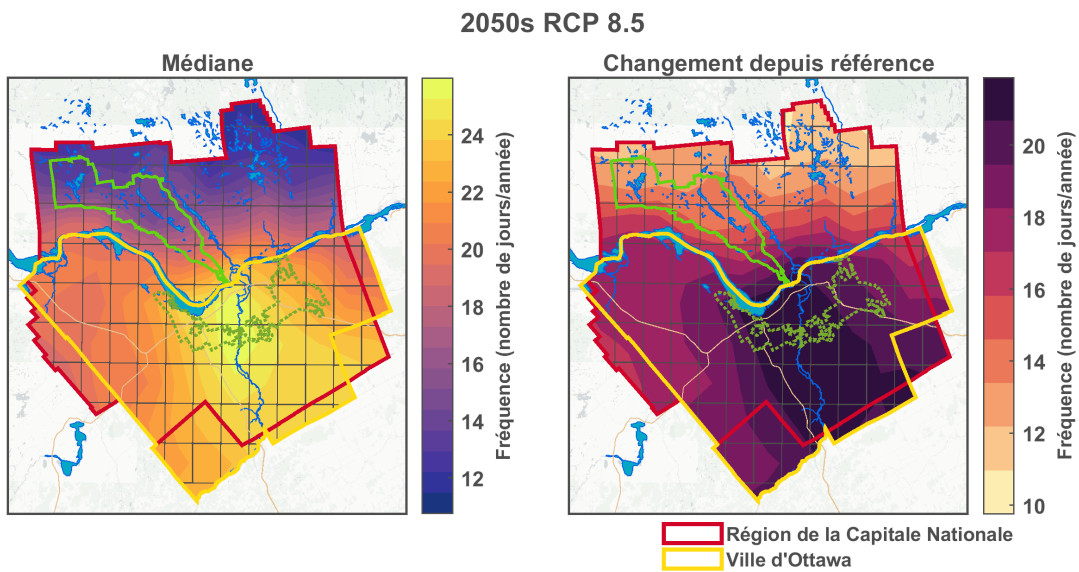 2050s RCP 8.5
Médiane
Changement depuis référence
24
22
20
18
16
14
12
Fréquence (nombre de jours/année)
20
18
16
14
12
10
Fréquence (nombre de jours/année)
Région de la Capitale Nationale
Ville d'Ottawa